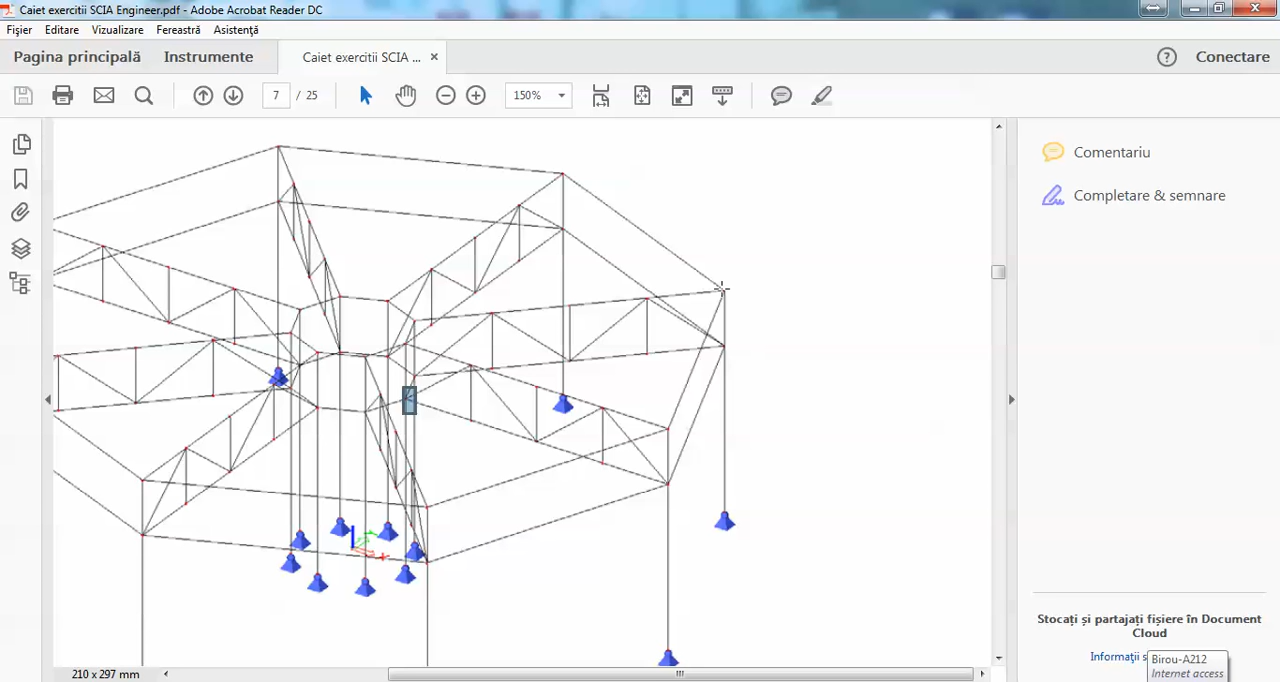 Caiet exercitii SCIA Engineer.pdf - Adobe Acrobat Reader DC
Fișier Editare Vizualizare Fereastră Asistenţă
Pagina principală Instrumente Caiet exercitii SCIA ... × ? Conectare
7 / 25 150%
Comentariu
Completare & semnare
Stocați și partajați fișiere în Document
Cloud
Informaţii s
Birou-A212
Internet access
210 x 297 mm